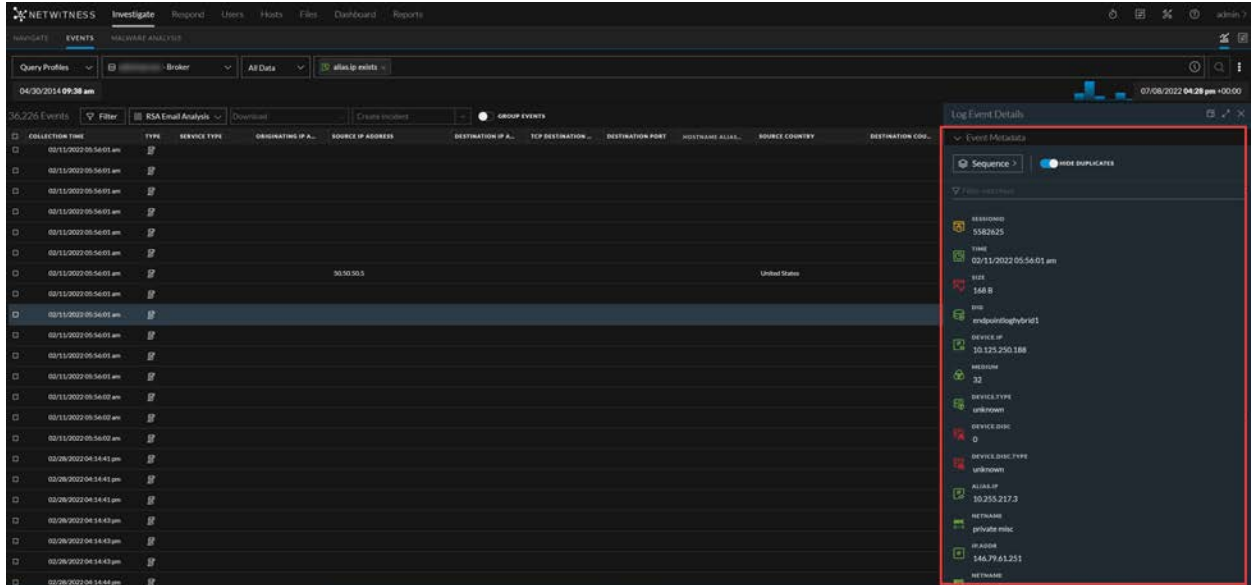 NETWITNESS Investigate Respond Users Hosts Files Dashboard Reports admin
NAVIGATE EVENTS MALWARE ANALYSIS
Query Profiles - Broker All Data alias.ip exists
04/30/2014 09:38 am 07/08/2022 04:28 pm +00:00
36,226 Events Filter RSA Email Analysis Download Create Incident GROUP EVENTS
Log Event Details
COLLECTION TIME TYPE SERVICE TYPE ORIGINATING IP A... SOURCE IP ADDRESS DESTINATION IP A... TCP DESTINATION ... DESTINATION PORT HOSTNAME ALIAS... SOURCE COUNTRY DESTINATION COU...
Event Metadata
02/11/2022 05:56:01 am
02/11/2022 05:56:01 am
02/11/2022 05:56:01 am
02/11/2022 05:56:01 am
02/11/2022 05:56:01 am
02/11/2022 05:56:01 am
02/11/2022 05:56:01 am 50.50.50.5 United States
02/11/2022 05:56:01 am
02/11/2022 05:56:01 am
02/11/2022 05:56:01 am
02/11/2022 05:56:01 am
02/11/2022 05:56:01 am
02/11/2022 05:56:02 am
02/11/2022 05:56:02 am
02/11/2022 05:56:02 am
02/28/2022 04:14:41 pm
02/28/2022 04:14:41 pm
02/28/2022 04:14:41 pm
02/28/2022 04:14:43 pm
02/28/2022 04:14:43 pm
02/28/2022 04:14:43 pm
02/28/2022 04:14:44 pm
Sequence HIDE DUPLICATES
SESSIONID
5582625
TIME
02/11/2022 05:56:01 am
SIZE
168 B
DID
endpointloghybrid1
DEVICE.IP
10.125.250.188
MEDIUM
32
DEVICE.TYPE
unknown
DEVICE.DISC
0
DEVICE.DISC.TYPE
unknown
ALIAS.IP
10.255.217.3
NETNAME
private misc
IP.ADDR
146.79.61.251
NETNAME